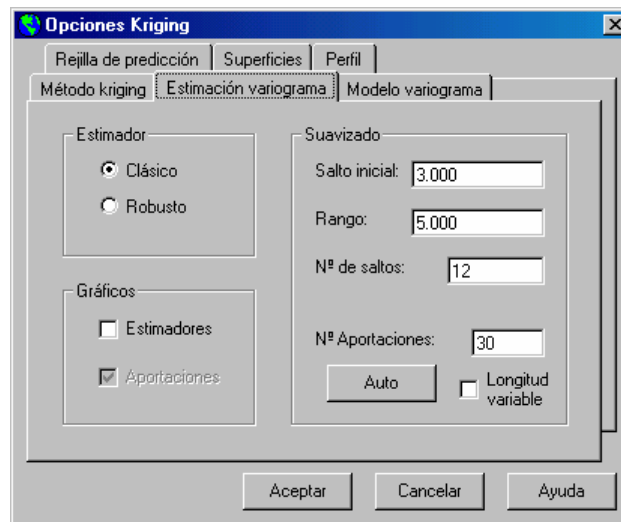 Opciones Kriging
Rejilla de predicción Superficies Perfil
Método kriging Estimación variograma Modelo variograma
Estimador
Clásico
Robusto
Gráficos
Estimadores
Aportaciones
Suavizado
Salto inicial: 3.000
Rango: 5.000
Nº de saltos: 12
Nº Aportaciones: 30
Auto
Longitud
variable
Aceptar Cancelar Ayuda